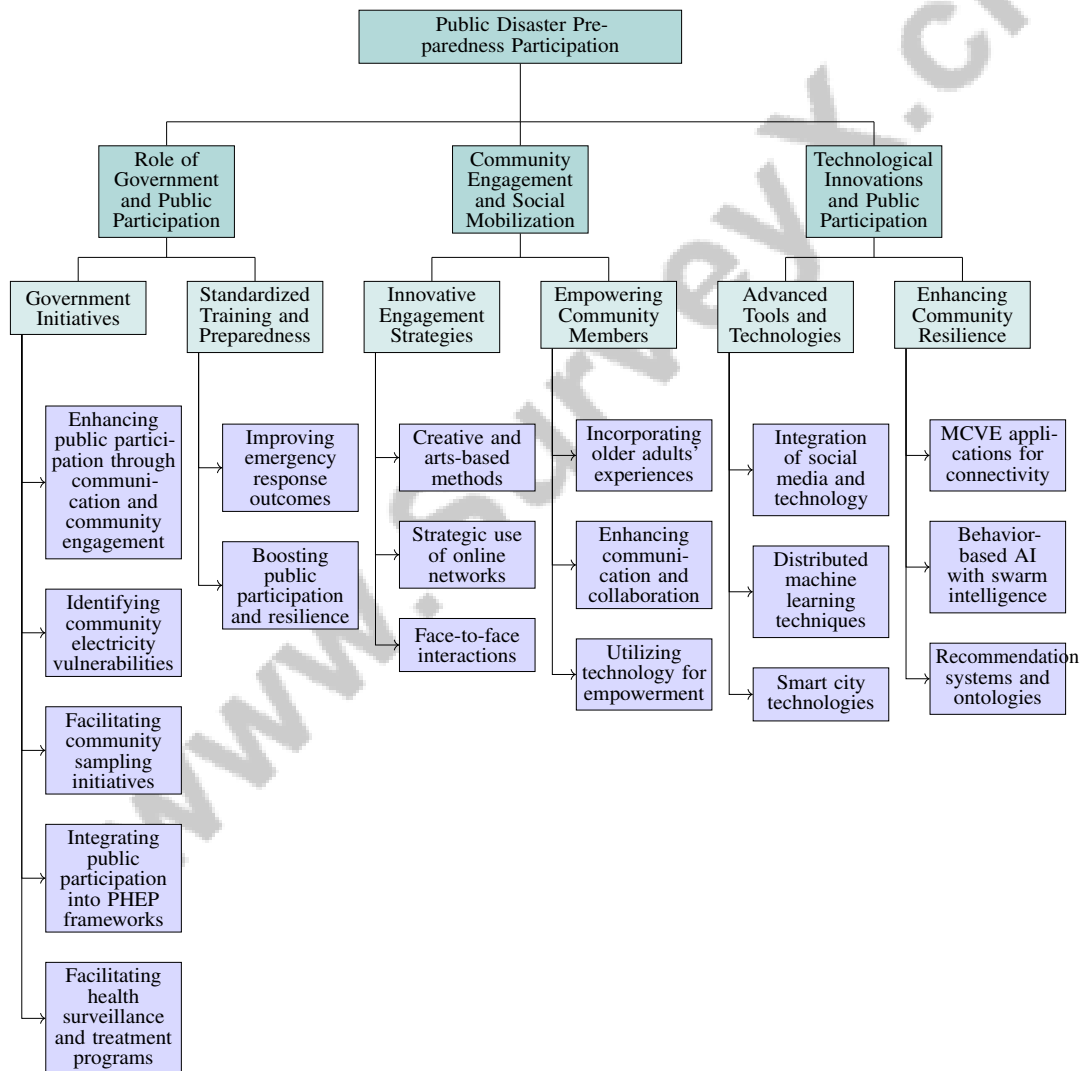 Public Disaster Pre-
paredness Participation
Role of
Government
and Public
Participation
Community
Engagement
and Social
Mobilization
Technological
Innovations
and Public
Participation
Government
Initiatives
Standardized
Training and
Preparedness
Innovative
Engagement
Strategies
Empowering
Community
Members
Advanced
Tools and
Technologies
Enhancing
Community
Resilience
Enhancing
public partici-
pation through
communi-
cation and
community
engagement
Identifying
community
electricity
vulnerabilities
Facilitating
community
sampling
initiatives
Integrating
public
participation
into PHEP
frameworks
Facilitating
health
surveillance
and treatment
programs
Improving
emergency
response
outcomes
Boosting
public
participation
and resilience
Creative and
arts-based
methods
Strategic use
of online
networks
Face-to-face
interactions
Incorporating
older adults'
experiences
Enhancing
communi-
cation and
collaboration
Utilizing
technology for
empowerment
Integration
of social
media and
technology
Distributed
machine
learning
techniques
Smart city
technologies
MCVE appli-
cations for
connectivity
Behavior-
based AI
with swarm
intelligence
Recommendation
systems and
ontologies